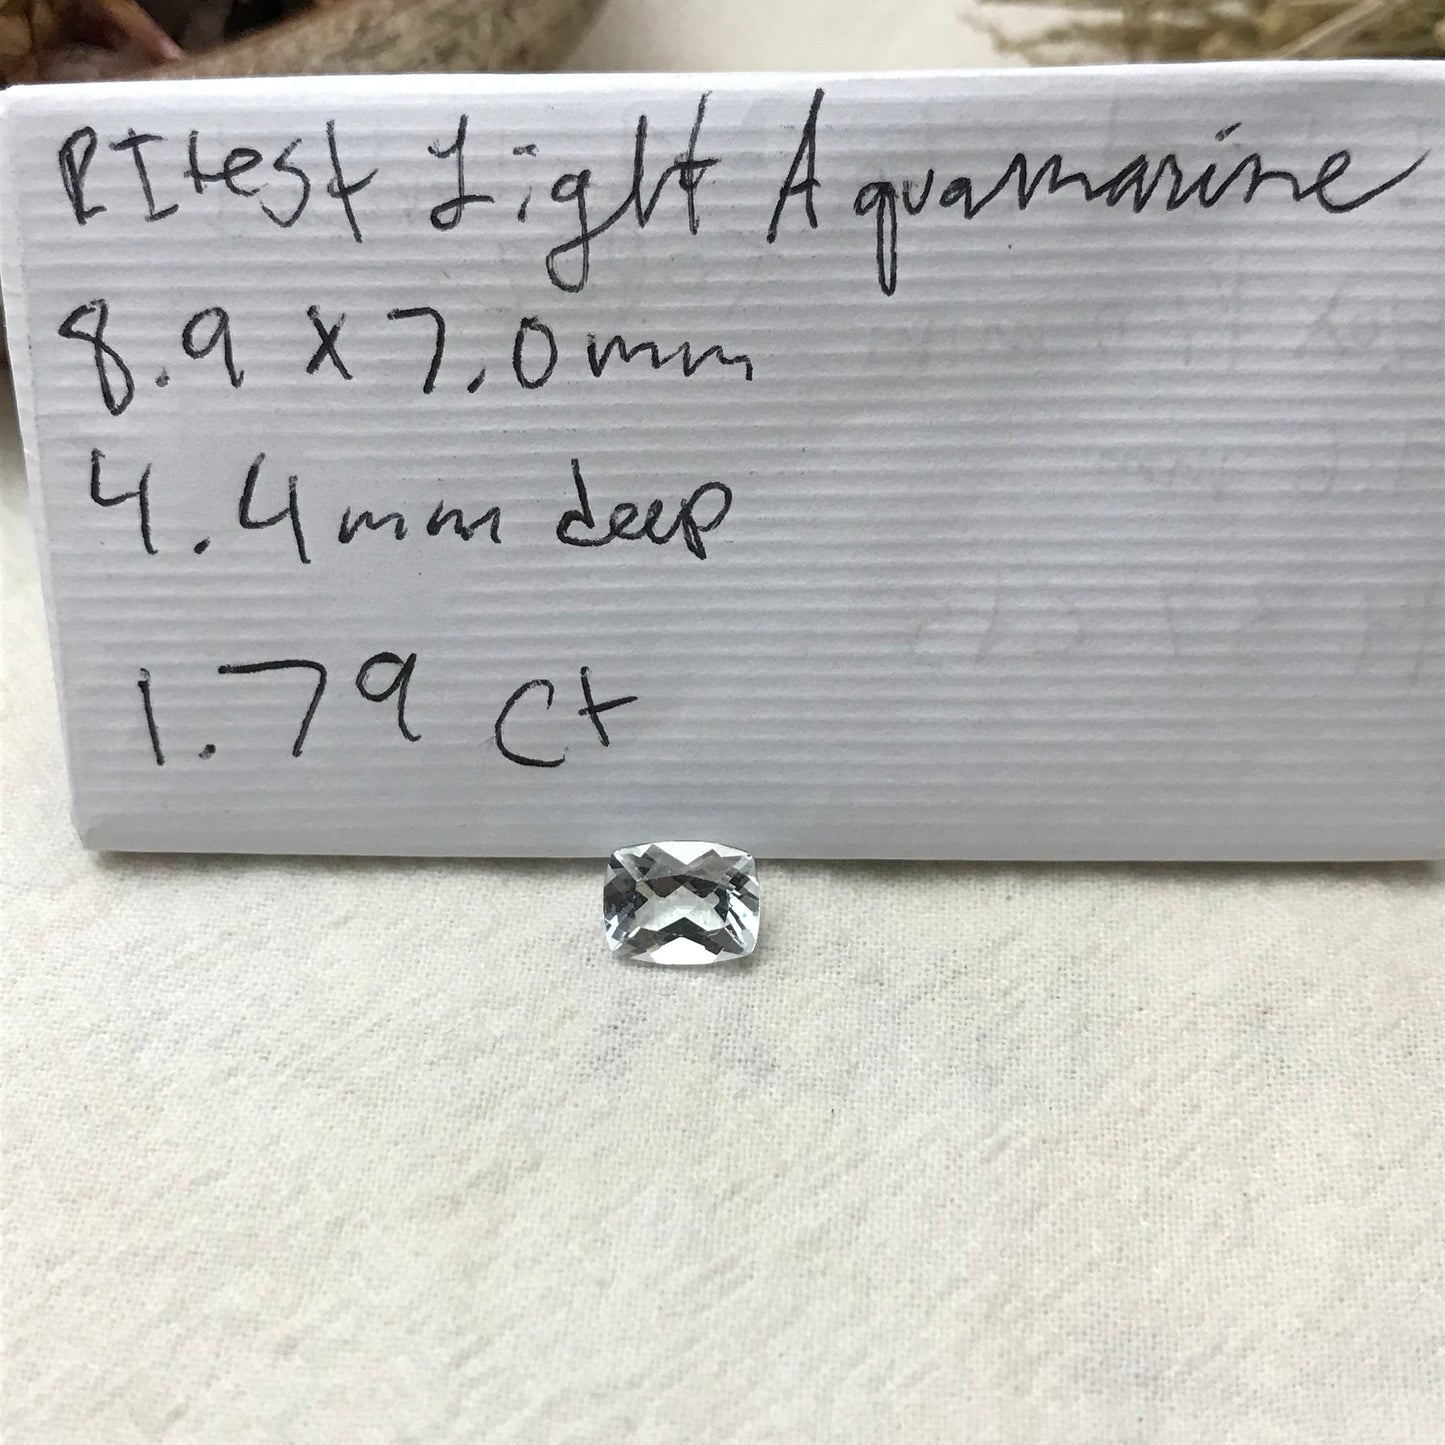 RItest Light Aquamarine
8.9 x 7.0mm
4.4mm deep
1.79 ct